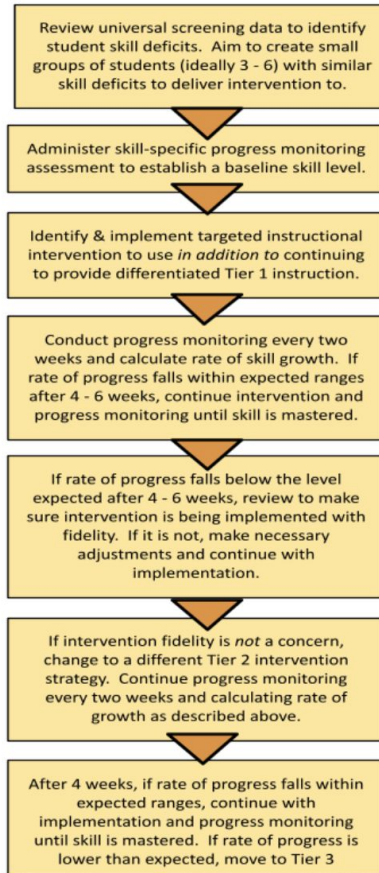 Review universal screening data to identify
student skill deficits.  Aim to create small
groups of students (ideally 3 - 6) with similar
skill deficits to deliver intervention to.
Administer skill-specific progress monitoring
assessment to establish a baseline skill level.
Identify & implement targeted instructional
intervention to use in addition to continuing
to provide differentiated Tier 1 instruction.
Conduct progress monitoring every two
weeks and calculate rate of skill growth.  If
rate of progress falls within expected ranges
after 4 - 6 weeks, continue intervention and
progress monitoring until skill is mastered.
If rate of progress falls below the level
expected after 4 - 6 weeks, review to make
sure intervention is being implemented with
fidelity.  If it is not, make necessary
adjustments and continue with
implementation.
If intervention fidelity is not a concern,
change to a different Tier 2 intervention
strategy.  Continue progress monitoring
every two weeks and calculating rate of
growth as described above.
After 4 weeks, if rate of progress falls within
expected ranges, continue with
implementation and progress monitoring
until skill is mastered.  If rate of progress is
lower than expected, move to Tier 3